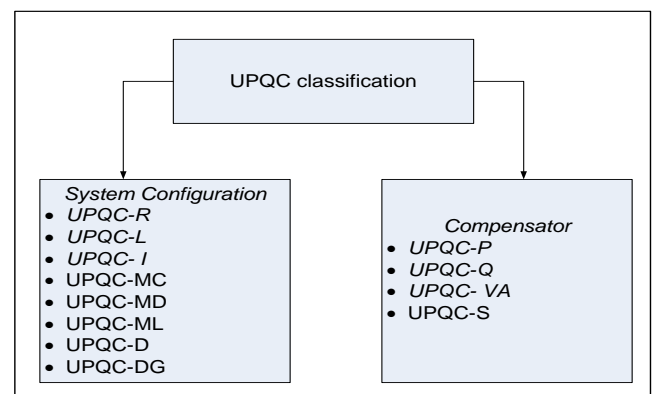 UPQC classification
System Configuration
• UPQC-R
• UPQC-L
• UPQC- I
• UPQC-MC
• UPQC-MD
• UPQC-ML
• UPQC-D
• UPQC-DG
Compensator
• UPQC-P
• UPQC-Q
• UPQC- VA
• UPQC-S